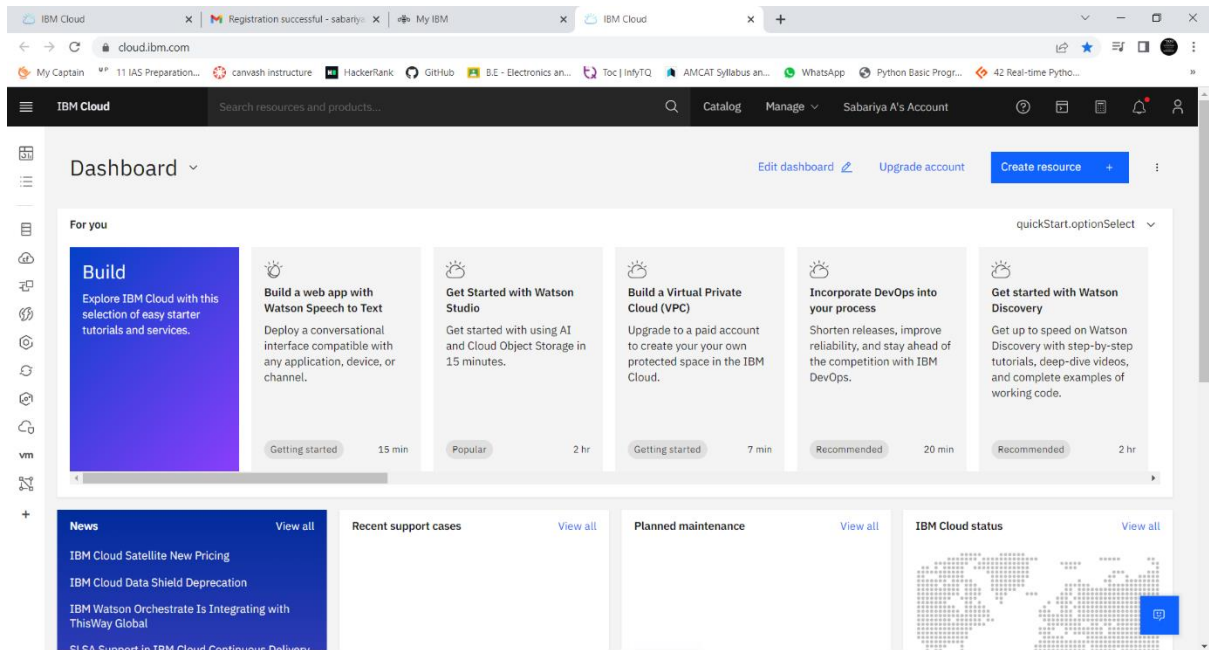 IBM Cloud
Registration successful - sabariya
My IBM
IBM Cloud
cloud.ibm.com
My Captain
11 IAS Preparation...
canvash instructure
HackerRank
GitHub
B.E - Electronics an...
Toc | InfyTQ
AMCAT Syllabus an...
WhatsApp
Python Basic Progr...
42 Real-time Pytho...
IBM Cloud
Search resources and products...
Catalog
Manage
Sabariya A's Account
Dashboard
Edit dashboard
Upgrade account
Create resource +
For you
quickStart.optionSelect
Build
Explore IBM Cloud with this
selection of easy starter
tutorials and services.
Build a web app with
Watson Speech to Text
Deploy a conversational
interface compatible with
any application, device, or
channel.
Getting started
15 min
Get Started with Watson
Studio
Get started with using AI
and Cloud Object Storage in
15 minutes.
Popular
2 hr
Build a Virtual Private
Cloud (VPC)
Upgrade to a paid account
to create your your own
protected space in the IBM
Cloud.
Getting started
7 min
Incorporate DevOps into
your process
Shorten releases, improve
reliability, and stay ahead of
the competition with IBM
DevOps.
Recommended
20 min
Get started with Watson
Discovery
Get up to speed on Watson
Discovery with step-by-step
tutorials, deep-dive videos,
and complete examples of
working code.
Recommended
2 hr
vm
News
View all
IBM Cloud Satellite New Pricing
IBM Cloud Data Shield Deprecation
IBM Watson Orchestrate Is Integrating with
ThisWay Global
SLSA Support in IBM Cloud Continuous Delivery
Recent support cases
View all
Planned maintenance
View all
IBM Cloud status
View all